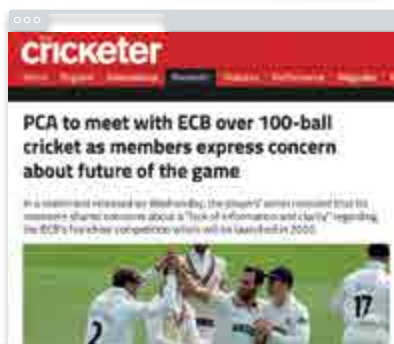 cricketer
PCA to meet with ECB over 100-ball
cricket as members express concern
about future of the game
In a statement released on Wednesday, the players' union revealed that its
members shared concerns about a "lack of information and clarity" regarding
the ECB's franchise competition which will be launched in 2020.
2
17